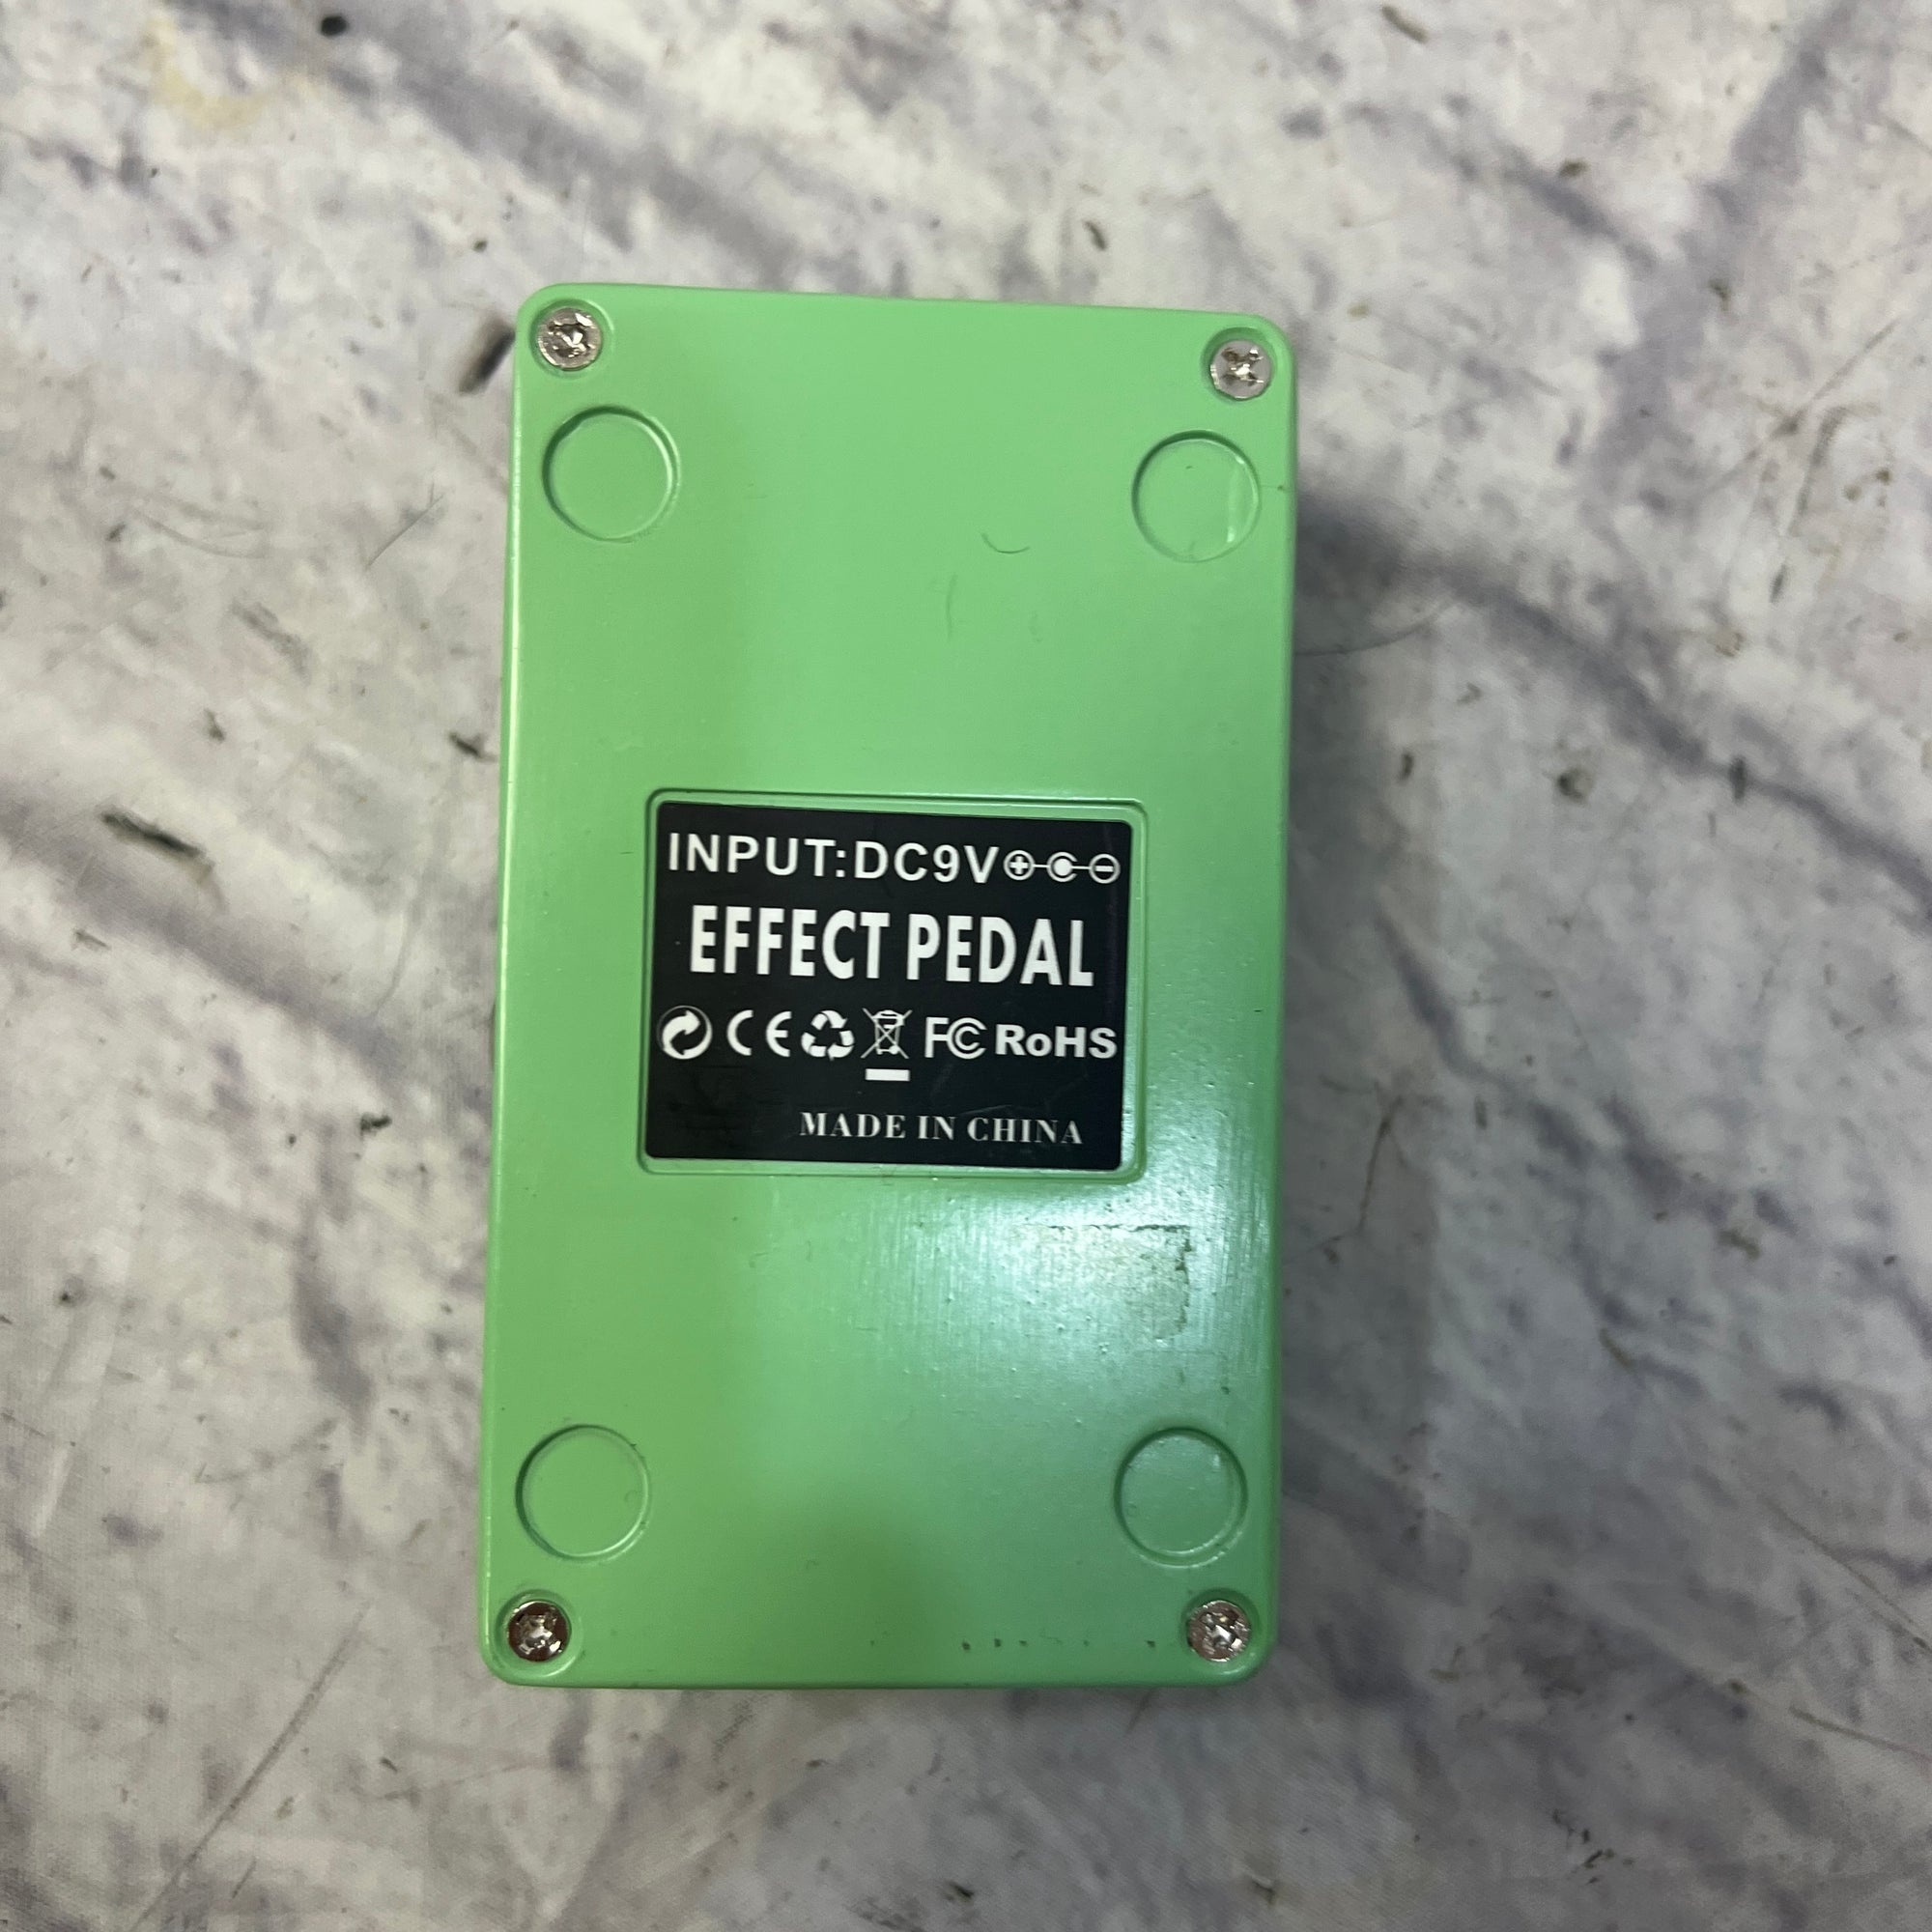 INPUT:DC9V
EFFECT PEDAL
CE FC RoHS
MADE IN CHINA